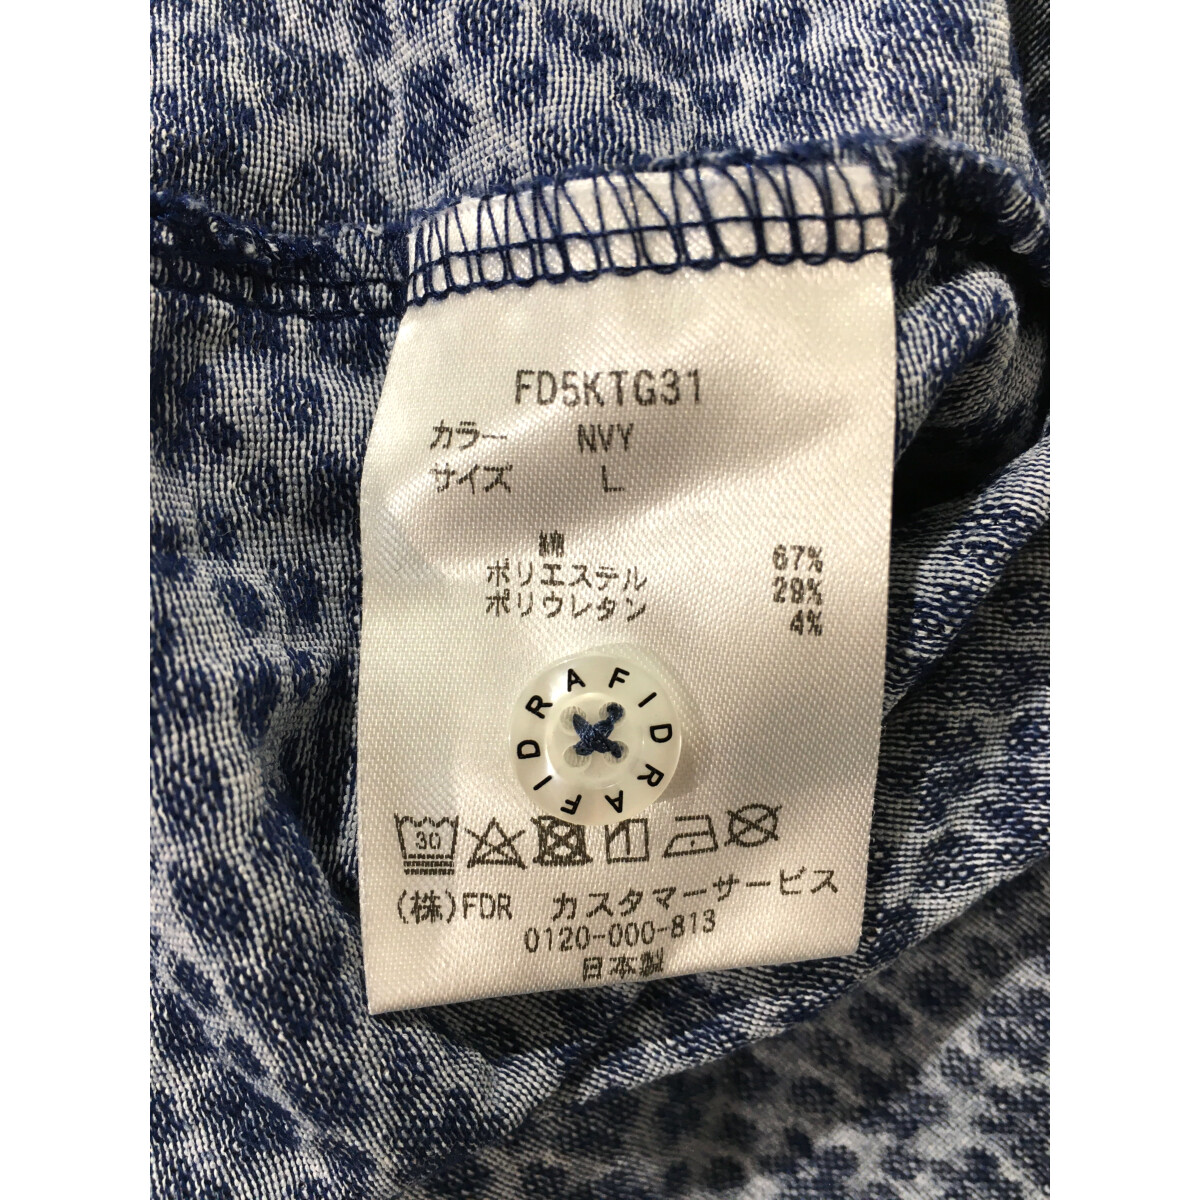 FD5KTG31
カラー NVY
サイズ L
綿 67%
ポリエステル 29%
ポリウレタン 4%
FIDRAFIDRA
30
(株)FDR カスタマーサービス
0120-000-813
日本製